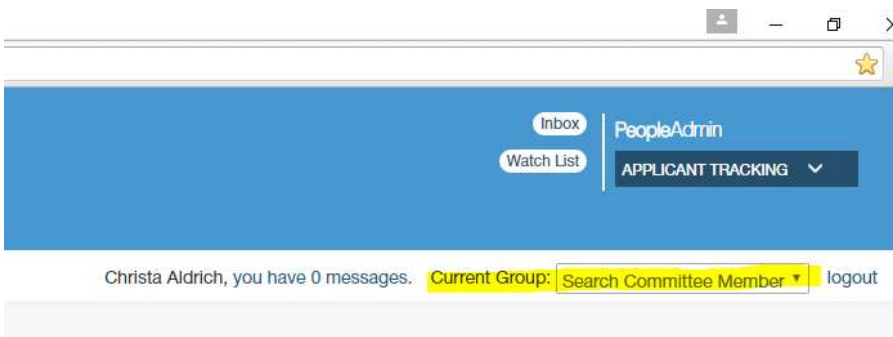 Inbox
PeopleAdmin
Watch List
APPLICANT TRACKING
Christa Aldrich, you have 0 messages. Current Group: Search Committee Member logout